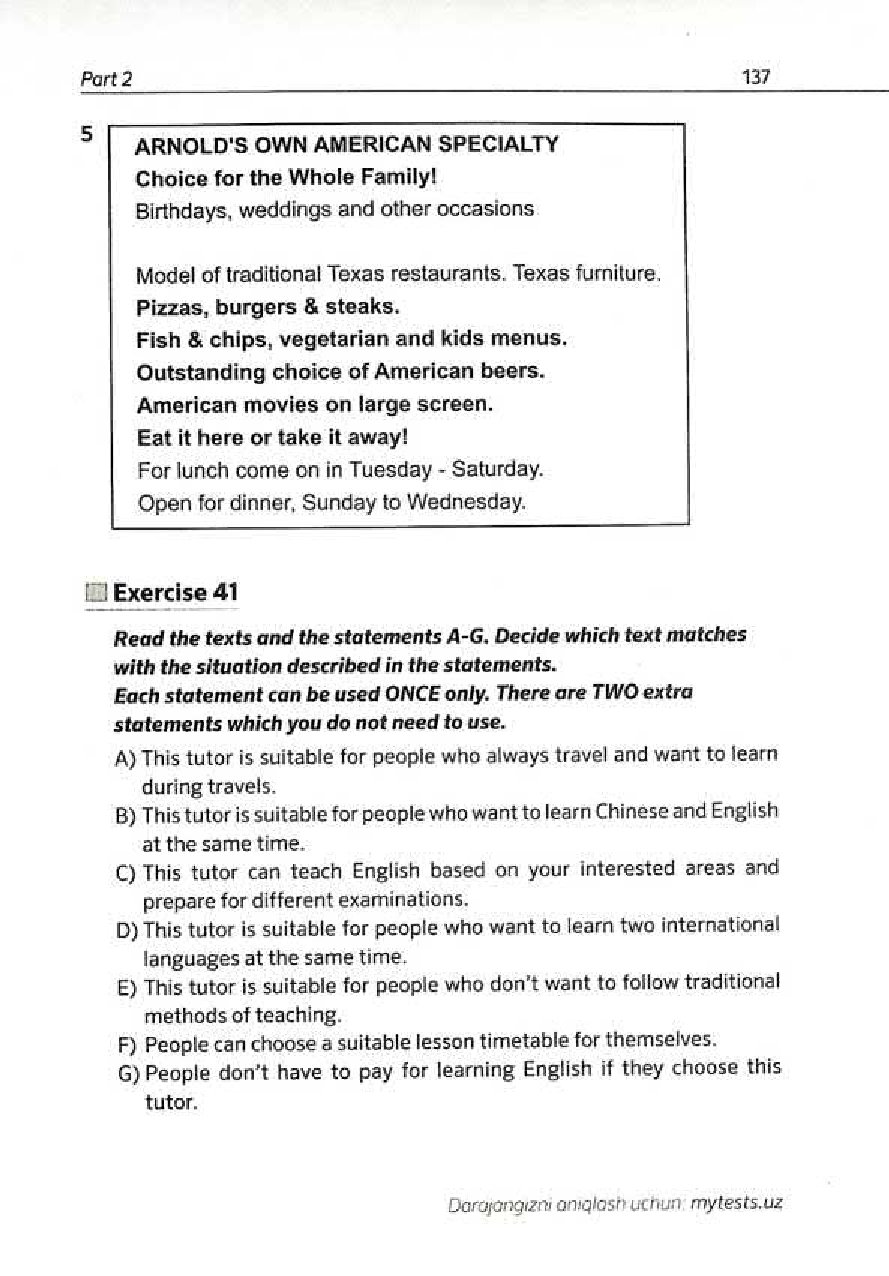 Part 2
137
5
ARNOLD'S OWN AMERICAN SPECIALTY
Choice for the Whole Family!
Birthdays, weddings and other occasions
Model of traditional Texas restaurants. Texas furniture.
Pizzas, burgers & steaks.
Fish & chips, vegetarian and kids menus.
Outstanding choice of American beers.
American movies on large screen.
Eat it here or take it away!
For lunch come on in Tuesday - Saturday.
Open for dinner, Sunday to Wednesday.
Exercise 41
Read the texts and the statements A-G. Decide which text matches
with the situation described in the statements.
Each statement can be used ONCE only. There are TWO extra
statements which you do not need to use.
A) This tutor is suitable for people who always travel and want to learn
during travels.
B) This tutor is suitable for people who want to learn Chinese and English
at the same time.
C) This tutor can teach English based on your interested areas and
prepare for different examinations.
D) This tutor is suitable for people who want to learn two international
languages at the same time.
E) This tutor is suitable for people who don't want to follow traditional
methods of teaching.
F) People can choose a suitable lesson timetable for themselves.
G) People don't have to pay for learning English if they choose this
tutor.
Darajangizni aniqlash uchun: mytests.uz